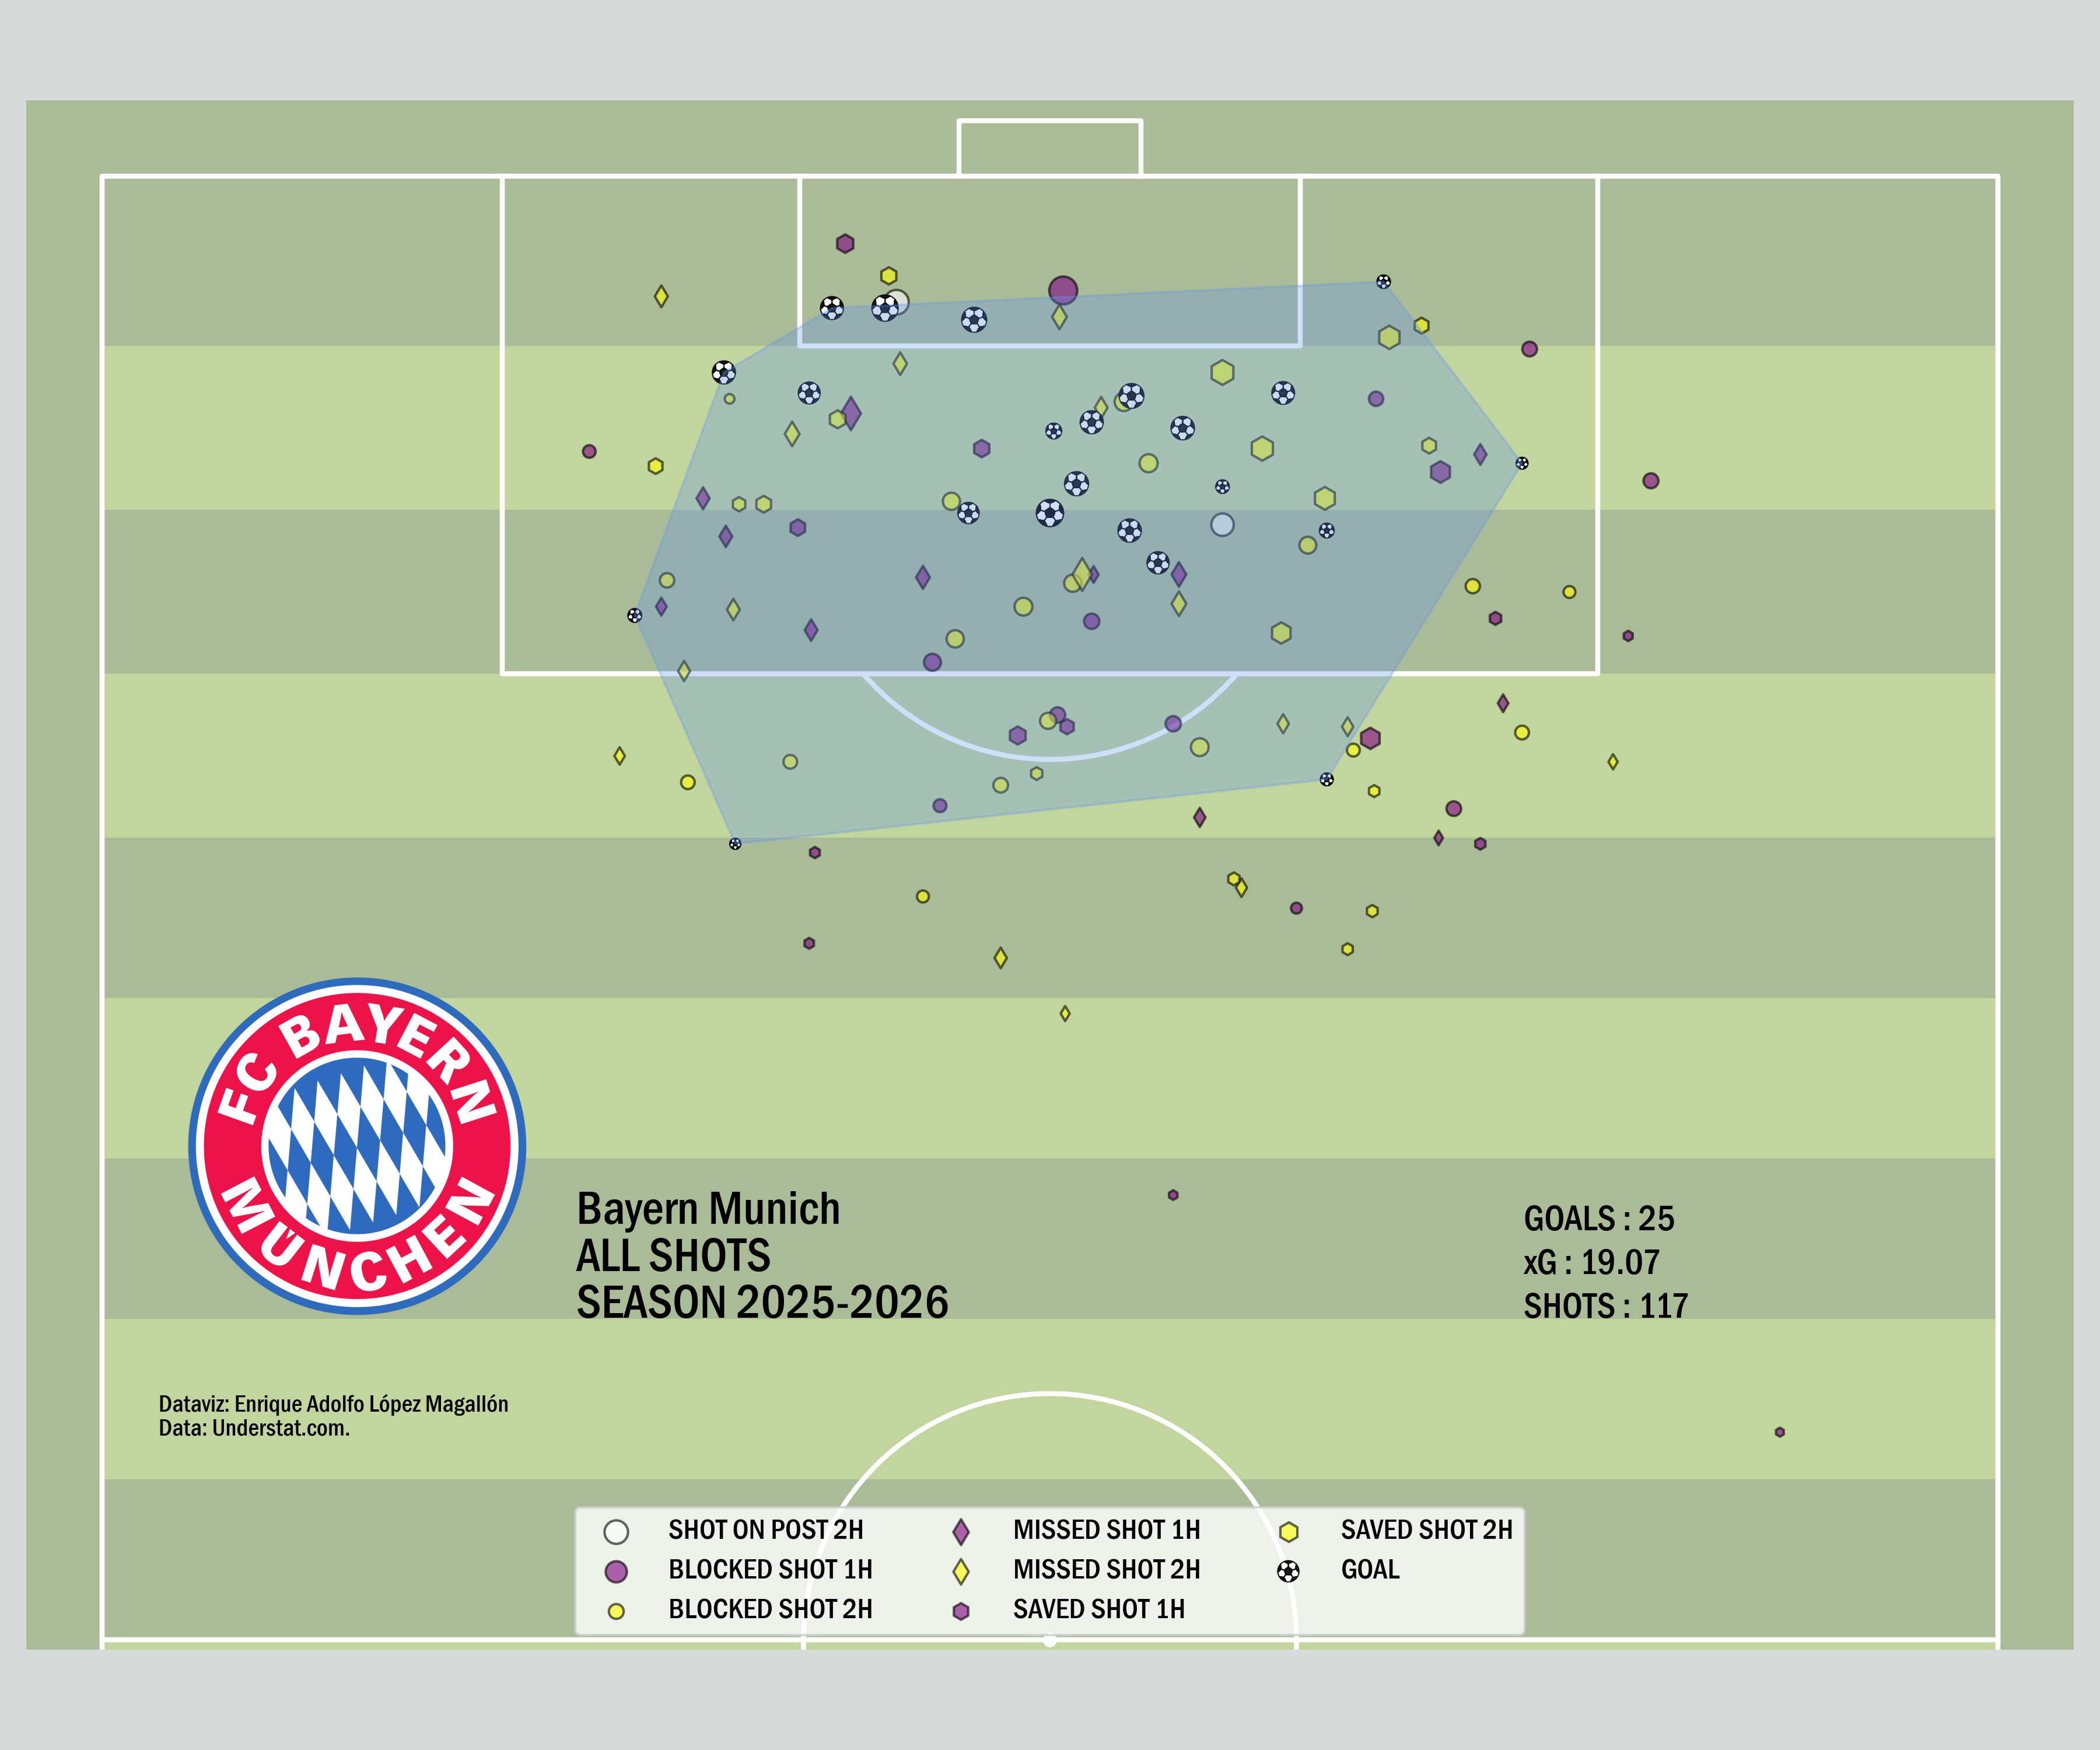 FC BAYERN
MÜNCHEN
Bayern Munich
ALL SHOTS
SEASON 2025-2026
GOALS : 25
xG : 19.07
SHOTS : 117
Dataviz: Enrique Adolfo López Magallón
Data: Understat.com.
SHOT ON POST 2H
BLOCKED SHOT 1H
BLOCKED SHOT 2H
MISSED SHOT 1H
MISSED SHOT 2H
SAVED SHOT 1H
SAVED SHOT 2H
GOAL